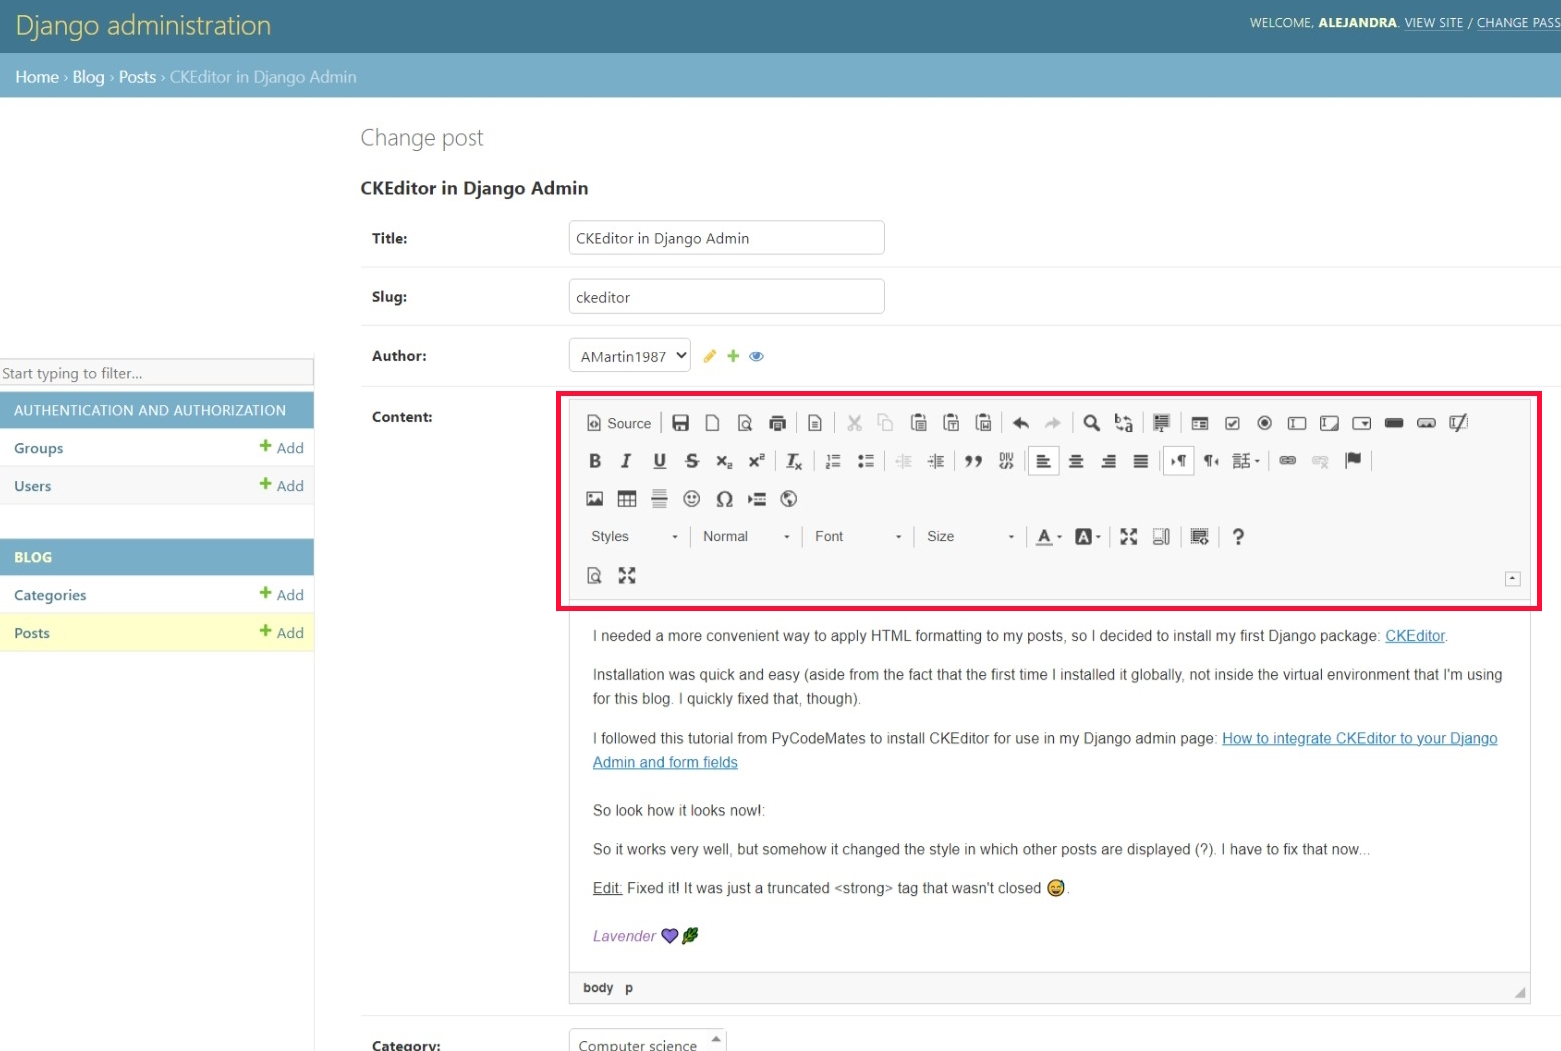 Django administration
WELCOME, ALEJANDRA. VIEW SITE / CHANGE PASS
Home › Blog › Posts › CKEditor in Django Admin
Change post
CKEditor in Django Admin
Title: CKEditor in Django Admin
Slug: ckeditor
Author: AMartin1987
Start typing to filter...
AUTHENTICATION AND AUTHORIZATION
Groups + Add
Users + Add
BLOG
Categories + Add
Posts + Add
Content:
Source
B I U S x₂ x² Tx
Styles Normal Font Size A A ?
I needed a more convenient way to apply HTML formatting to my posts, so I decided to install my first Django package: CKEditor.
Installation was quick and easy (aside from the fact that the first time I installed it globally, not inside the virtual environment that I'm using
for this blog. I quickly fixed that, though).
I followed this tutorial from PyCodeMates to install CKEditor for use in my Django admin page: How to integrate CKEditor to your Django
Admin and form fields
So look how it looks now!:
So it works very well, but somehow it changed the style in which other posts are displayed (?). I have to fix that now...
Edit: Fixed it! It was just a truncated <strong> tag that wasn't closed 😅.
Lavender 💜🌿
body p
Category: Computer science